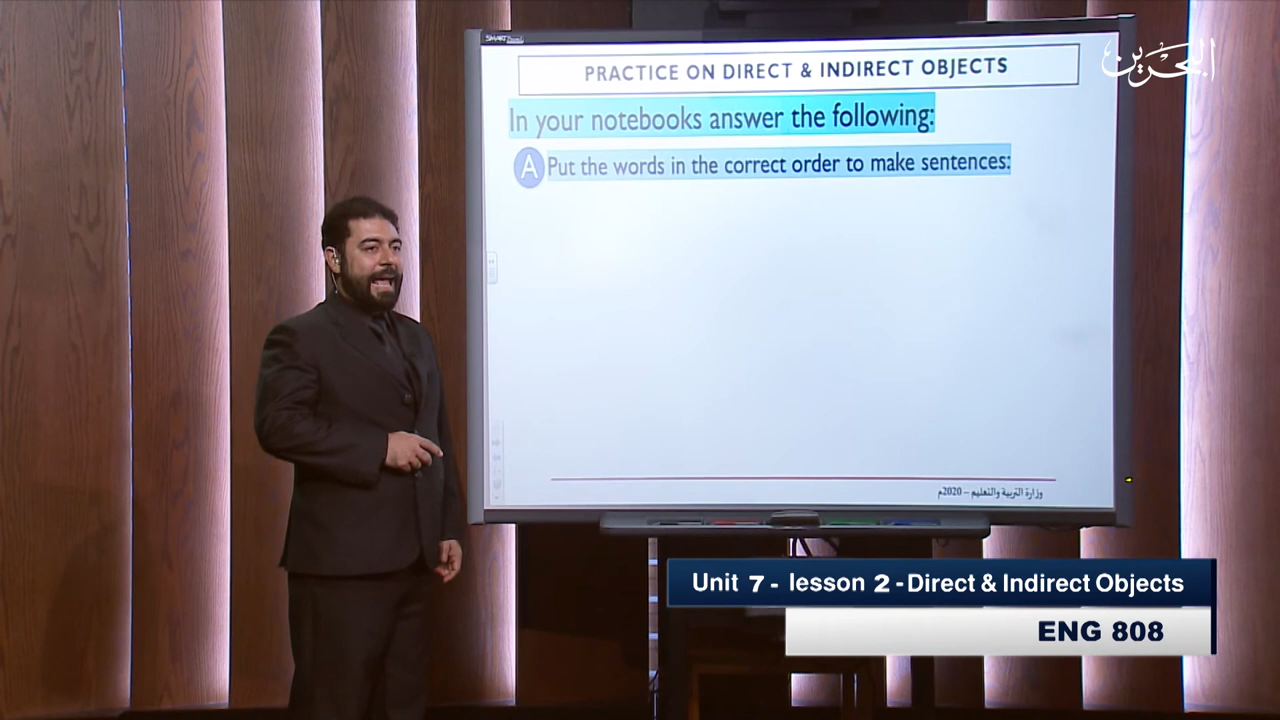 SMART
البحرين
PRACTICE ON DIRECT & INDIRECT OBJECTS
In your notebooks answer the following:
A Put the words in the correct order to make sentences:
وزارة التربية والتعليم – 2020م
Unit 7 - lesson 2 - Direct & Indirect Objects
ENG 808